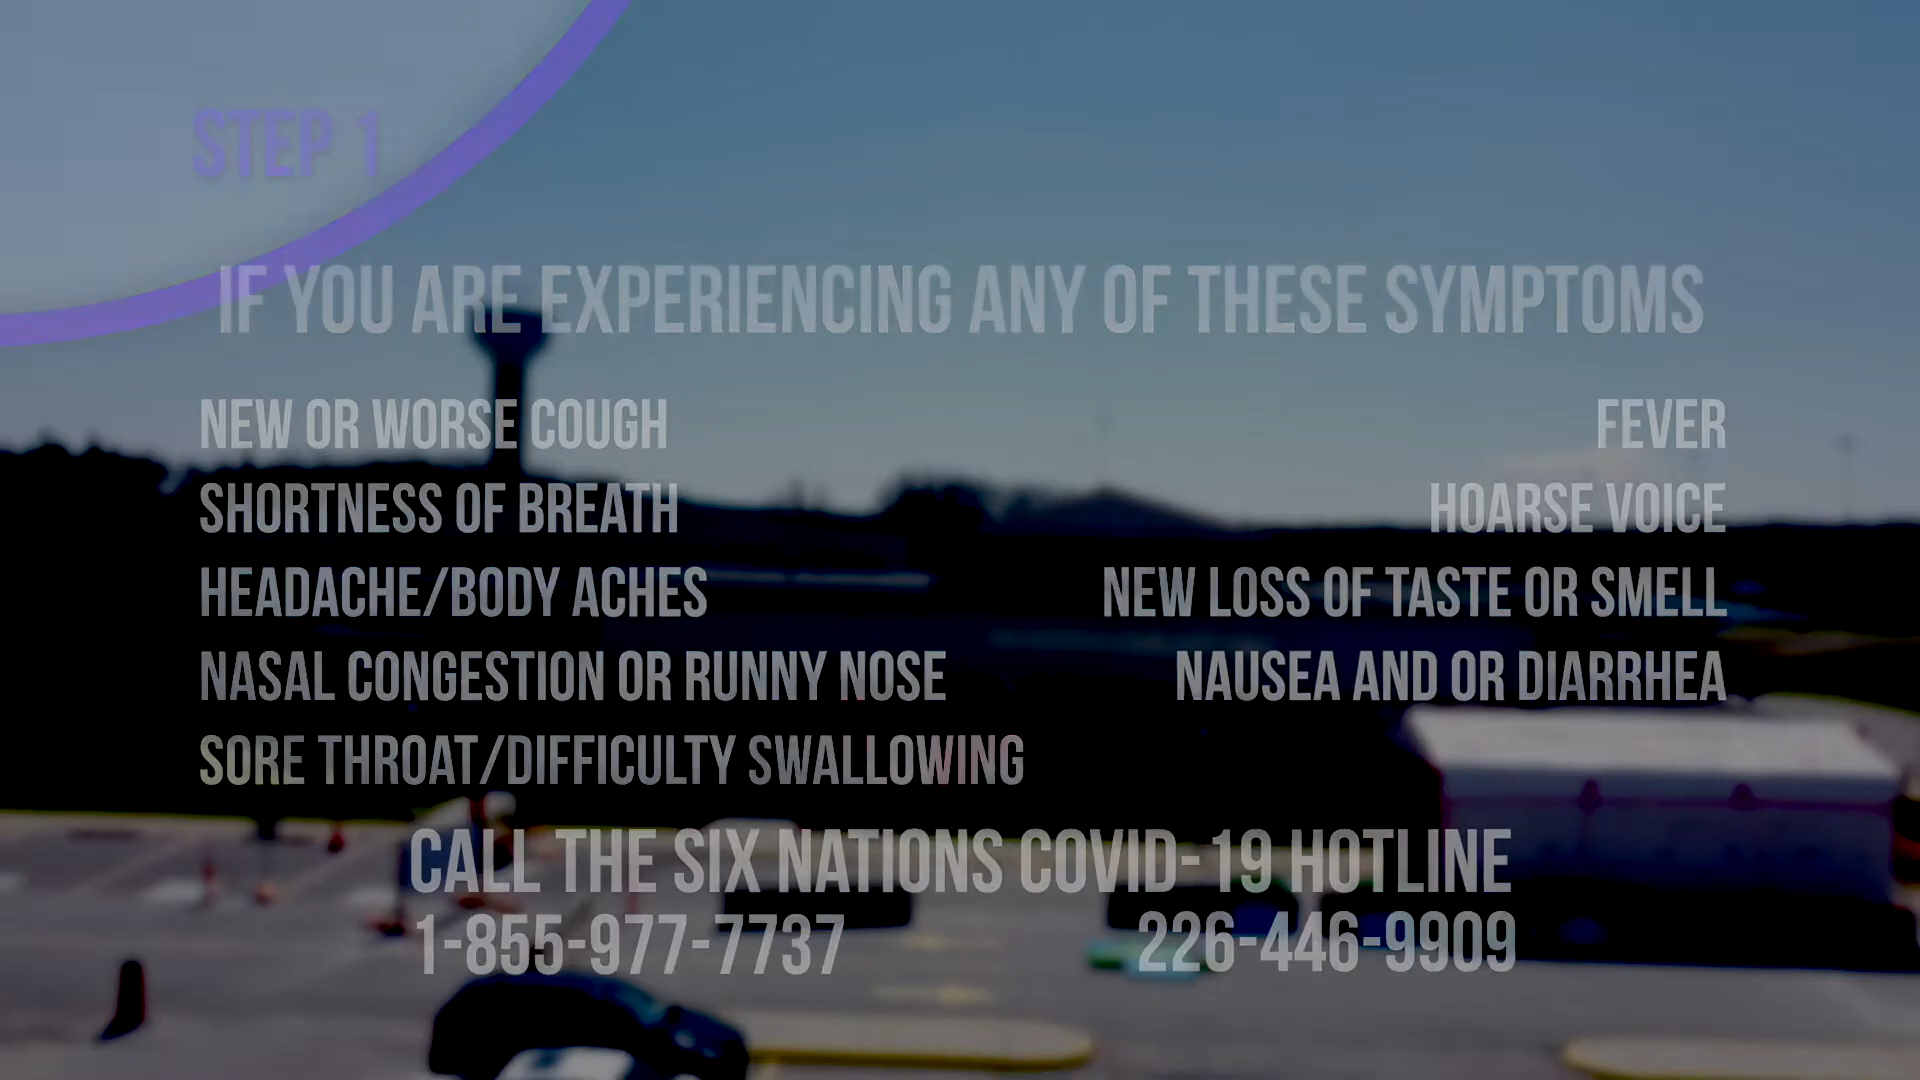 STEP 1
IF YOU ARE EXPERIENCING ANY OF THESE SYMPTOMS
NEW OR WORSE COUGH
SHORTNESS OF BREATH
HEADACHE/BODY ACHES
NASAL CONGESTION OR RUNNY NOSE
SORE THROAT/DIFFICULTY SWALLOWING
FEVER
HOARSE VOICE
NEW LOSS OF TASTE OR SMELL
NAUSEA AND OR DIARRHEA
CALL THE SIX NATIONS COVID-19 HOTLINE
1-855-977-7737
226-446-9909